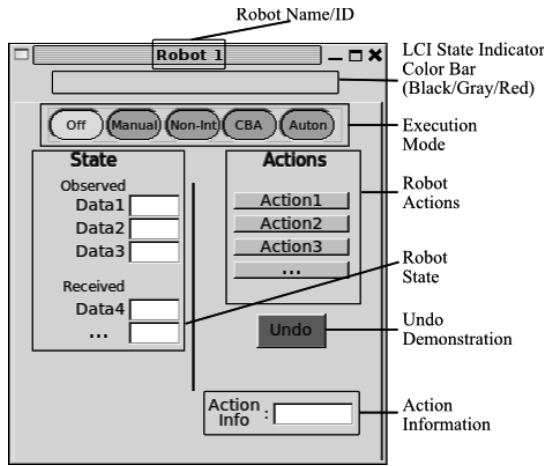 Robot Name/ID
Robot 1
LCI State Indicator
Color Bar
(Black/Gray/Red)
Off Manual Non-Int CBA Auton
Execution
Mode
State
Observed
Data1
Data2
Data3
Received
Data4
...
Actions
Action1
Action2
Action3
...
Robot
Actions
Robot
State
Undo
Undo
Demonstration
Action
Info :
Action
Information